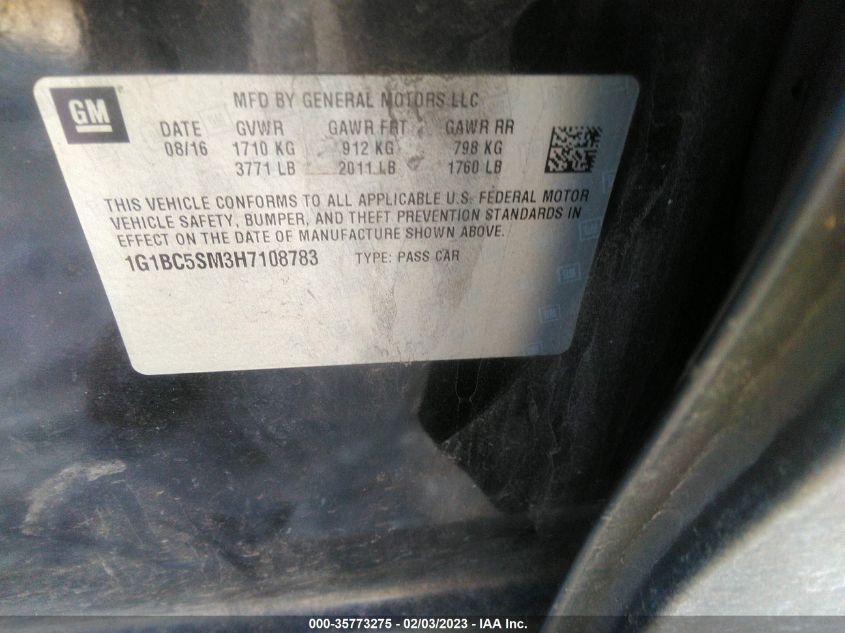 GM
MFD BY GENERAL MOTORS LLC
DATE GVWR GAWR FRT GAWR RR
08/16 1710 KG 912 KG 798 KG
3771 LB 2011 LB 1760 LB
THIS VEHICLE CONFORMS TO ALL APPLICABLE U.S. FEDERAL MOTOR
VEHICLE SAFETY, BUMPER, AND THEFT PREVENTION STANDARDS IN
EFFECT ON THE DATE OF MANUFACTURE SHOWN ABOVE.
1G1BC5SM3H7108783 TYPE: PASS CAR
000-35773275 - 02/03/2023 - IAA Inc.